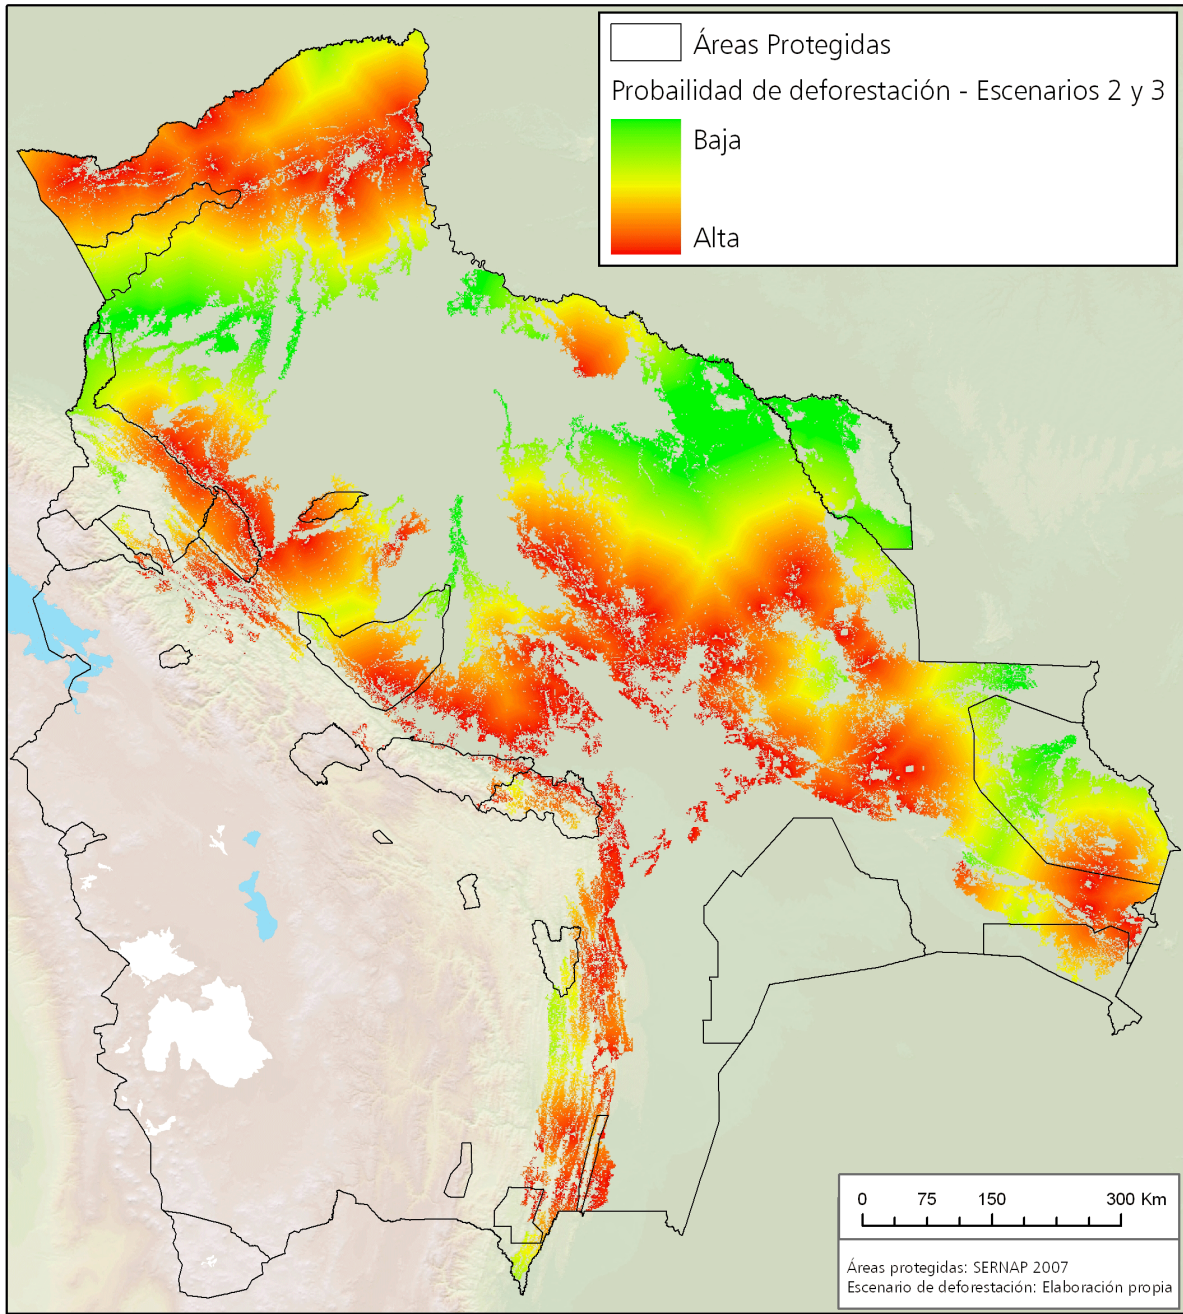 Áreas Protegidas
Probailidad de deforestación - Escenarios 2 y 3
Baja
Alta
0 75 150 300 Km
Áreas protegidas: SERNAP 2007
Escenario de deforestación: Elaboración propia